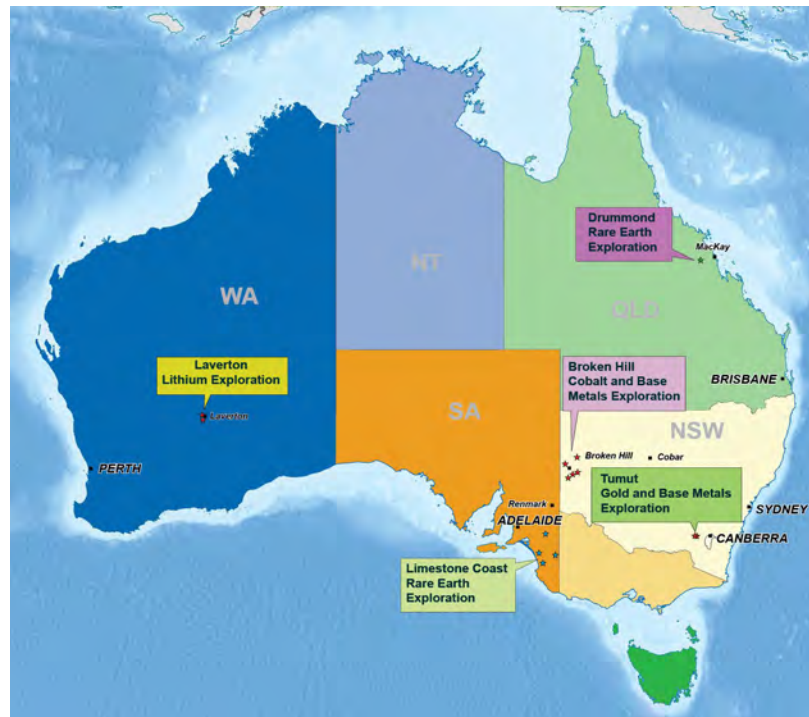 Drummond
Rare Earth
Exploration
MacKay
NT
WA
QLD
Laverton
Lithium Exploration
Broken Hill
Cobalt and Base
Metals Exploration
BRISBANE
Laverton
SA
NSW
Broken Hill
Cobar
PERTH
Tumut
Gold and Base Metals
Exploration
Renmark
ADELAIDE
SYDNEY
CANBERRA
Limestone Coast
Rare Earth
Exploration